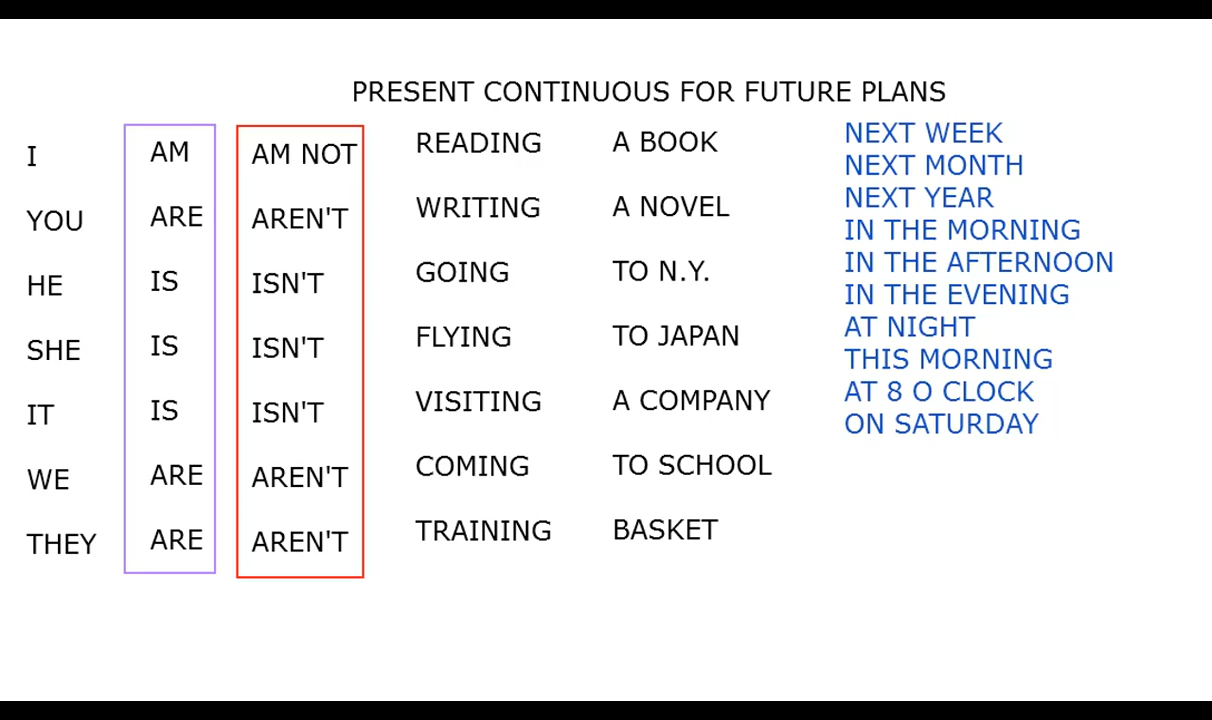 PRESENT CONTINUOUS FOR FUTURE PLANS
I AM AM NOT READING A BOOK
YOU ARE AREN'T WRITING A NOVEL
HE IS ISN'T GOING TO N.Y.
SHE IS ISN'T FLYING TO JAPAN
IT IS ISN'T VISITING A COMPANY
WE ARE AREN'T COMING TO SCHOOL
THEY ARE AREN'T TRAINING BASKET
NEXT WEEK
NEXT MONTH
NEXT YEAR
IN THE MORNING
IN THE AFTERNOON
IN THE EVENING
AT NIGHT
THIS MORNING
AT 8 O CLOCK
ON SATURDAY